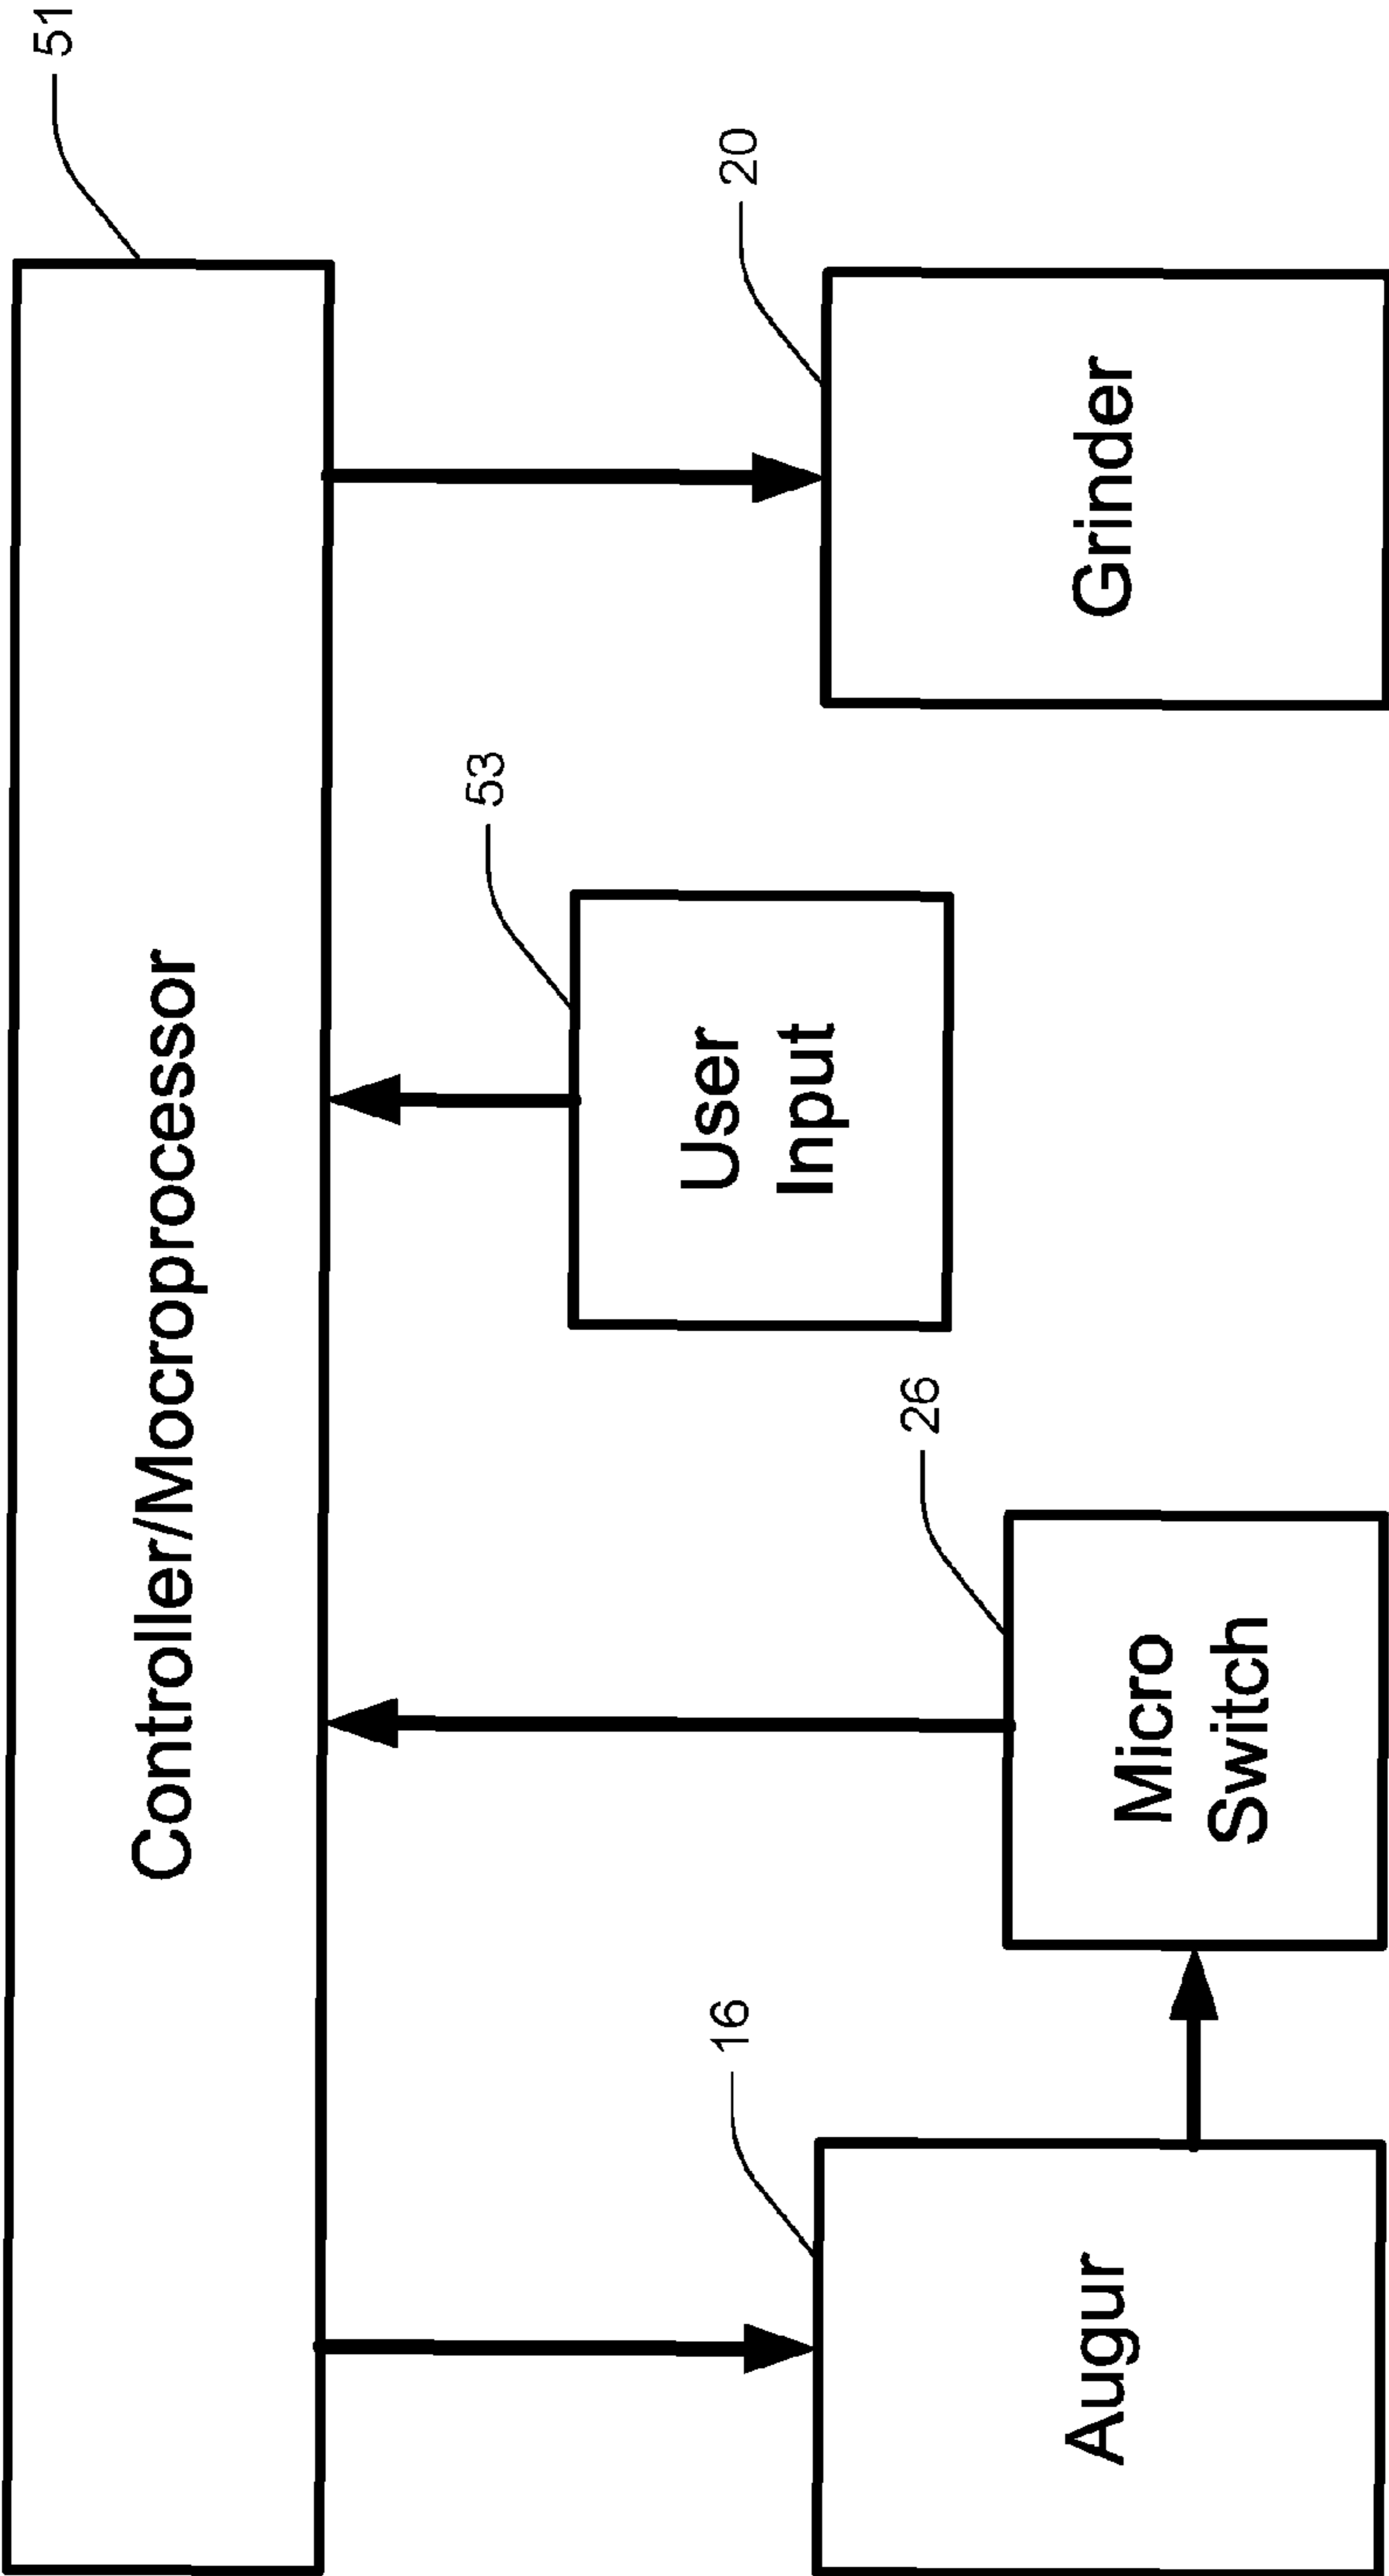 51
Controller/Mocroprocessor
16
Augur
26
Micro
Switch
53
User
Input
20
Grinder